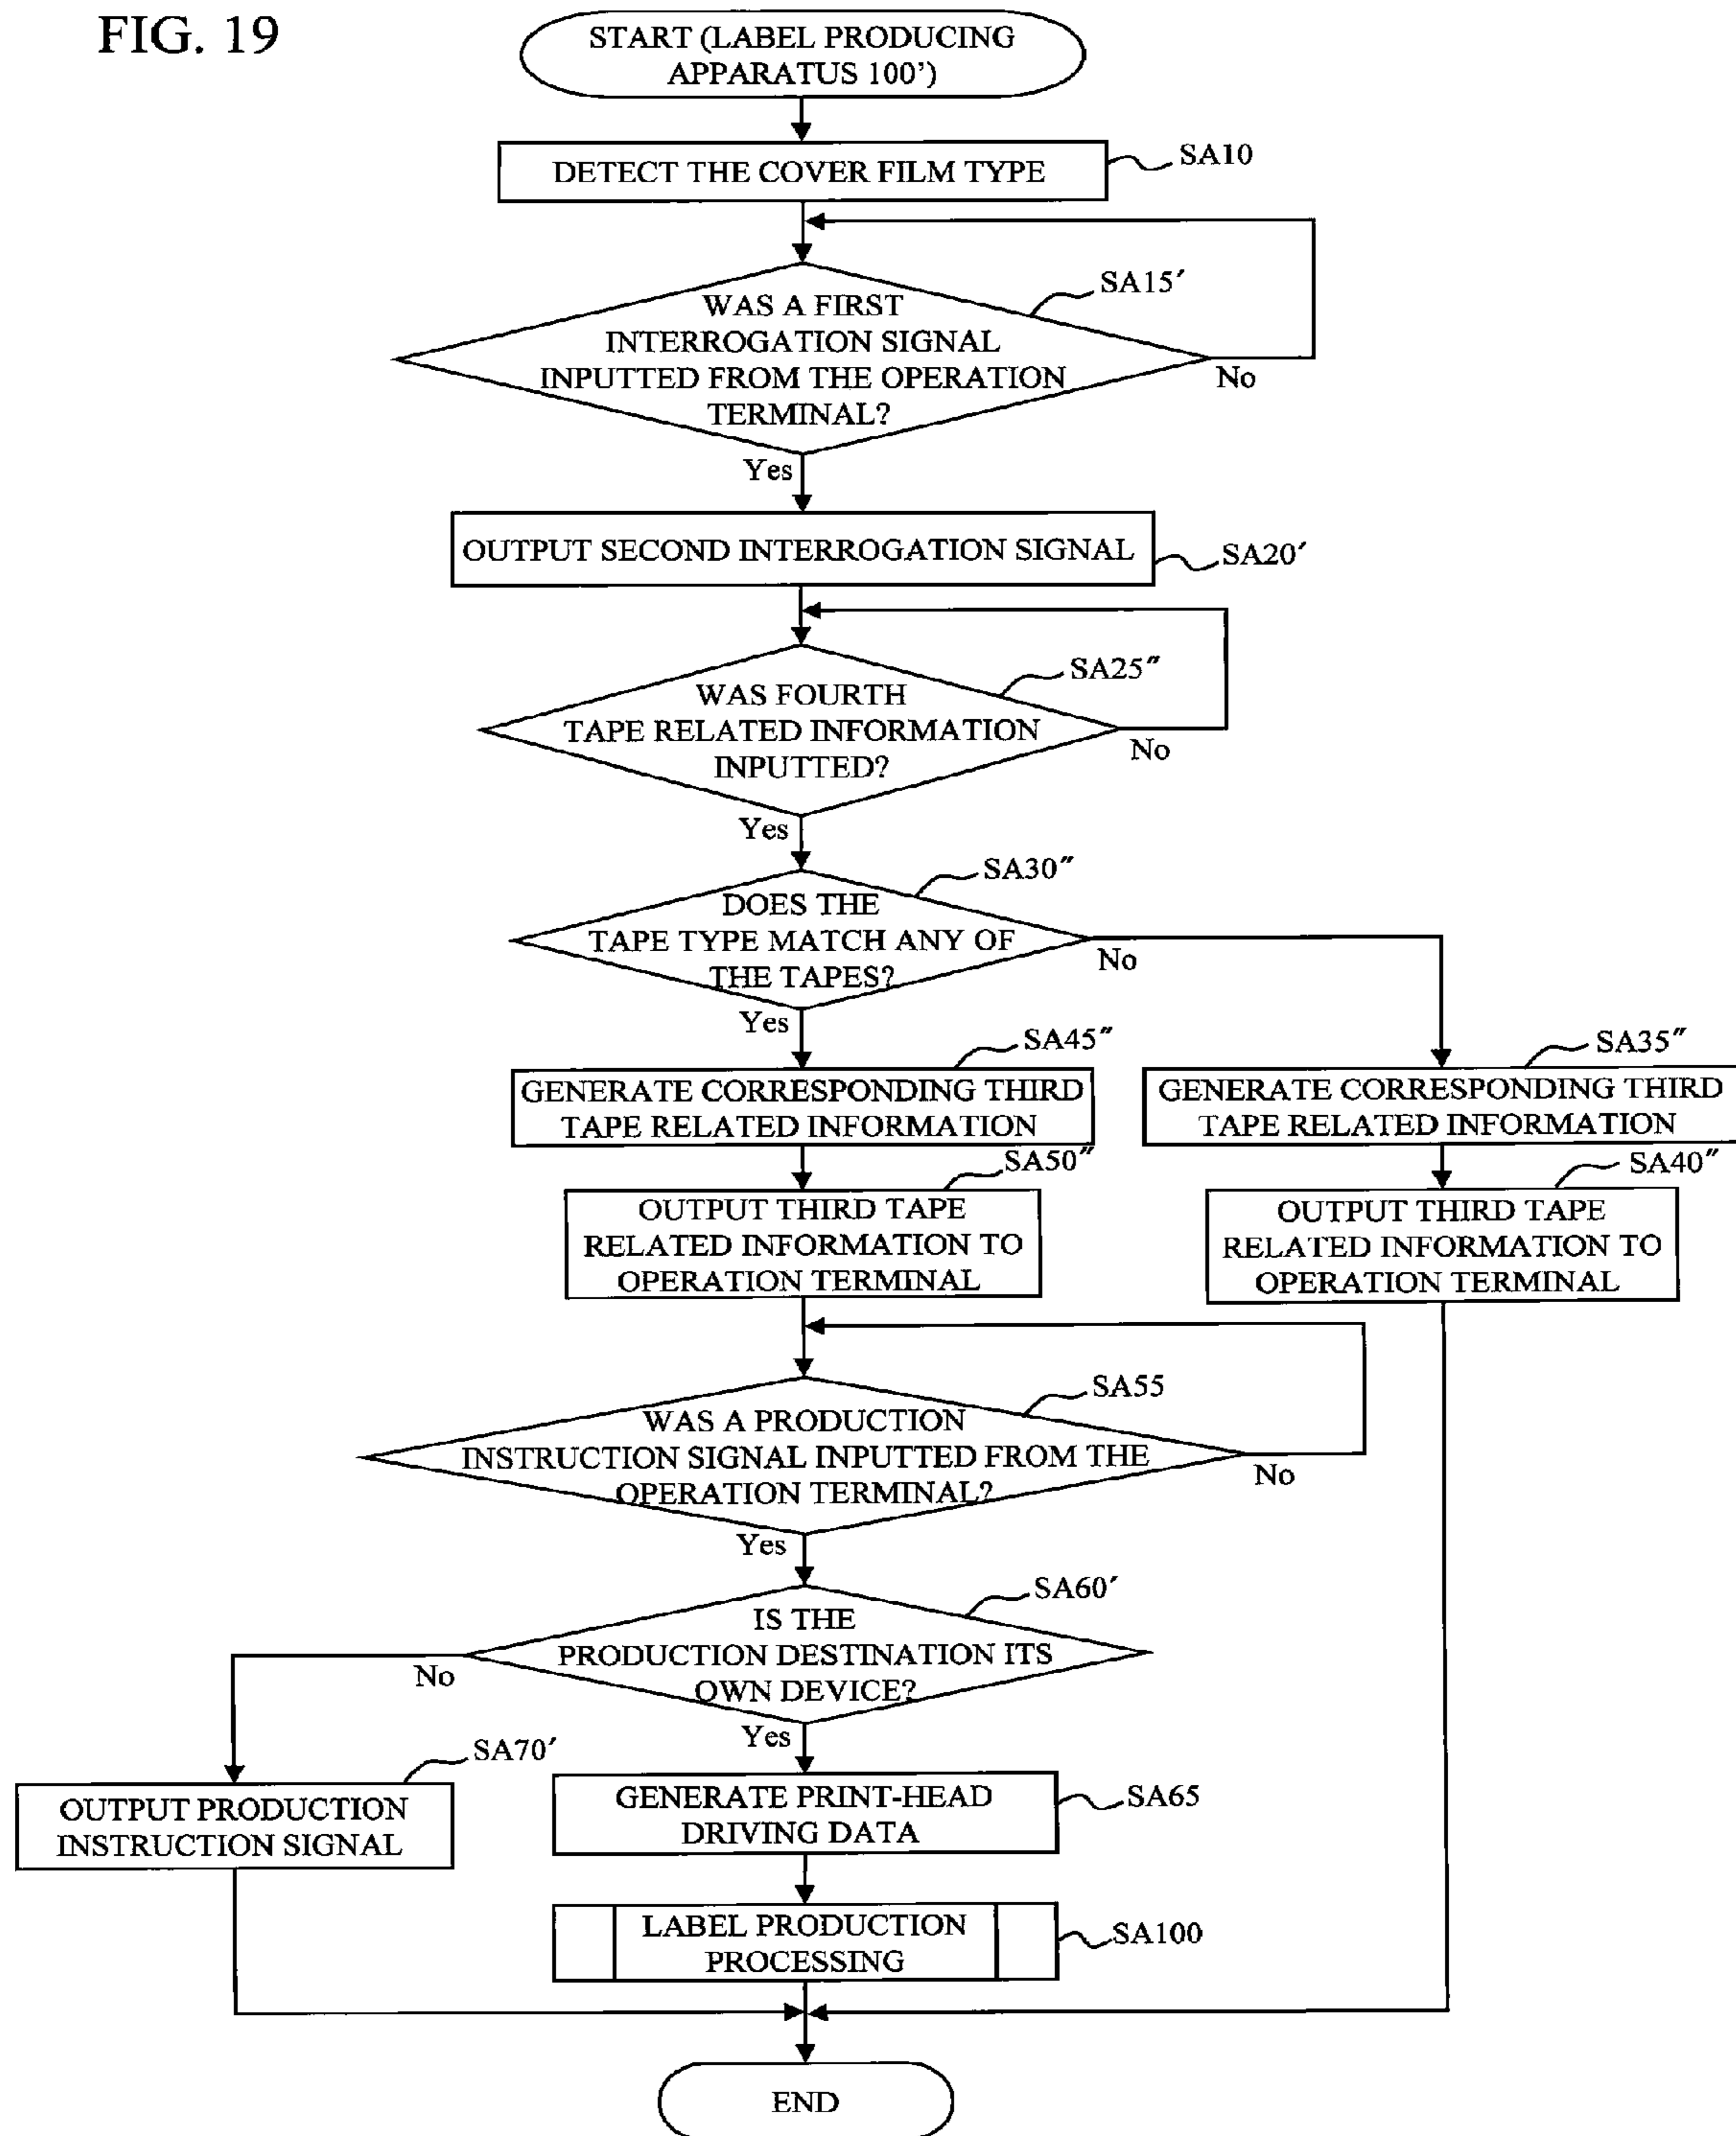 FIG. 19
START (LABEL PRODUCING
APPARATUS 100')
DETECT THE COVER FILM TYPE
SA10
SA15′
WAS A FIRST
INTERROGATION SIGNAL
INPUTTED FROM THE OPERATION
TERMINAL?
No
Yes
OUTPUT SECOND INTERROGATION SIGNAL
SA20′
SA25″
WAS FOURTH
TAPE RELATED INFORMATION
INPUTTED?
No
Yes
SA30″
DOES THE
TAPE TYPE MATCH ANY OF
THE TAPES?
No
Yes
SA45″
GENERATE CORRESPONDING THIRD
TAPE RELATED INFORMATION
SA35″
GENERATE CORRESPONDING THIRD
TAPE RELATED INFORMATION
SA50″
OUTPUT THIRD TAPE
RELATED INFORMATION TO
OPERATION TERMINAL
SA40″
OUTPUT THIRD TAPE
RELATED INFORMATION TO
OPERATION TERMINAL
SA55
WAS A PRODUCTION
INSTRUCTION SIGNAL INPUTTED FROM THE
OPERATION TERMINAL?
No
Yes
SA60′
IS THE
PRODUCTION DESTINATION ITS
OWN DEVICE?
No
Yes
SA70′
OUTPUT PRODUCTION
INSTRUCTION SIGNAL
GENERATE PRINT-HEAD
DRIVING DATA
SA65
LABEL PRODUCTION
PROCESSING
SA100
END